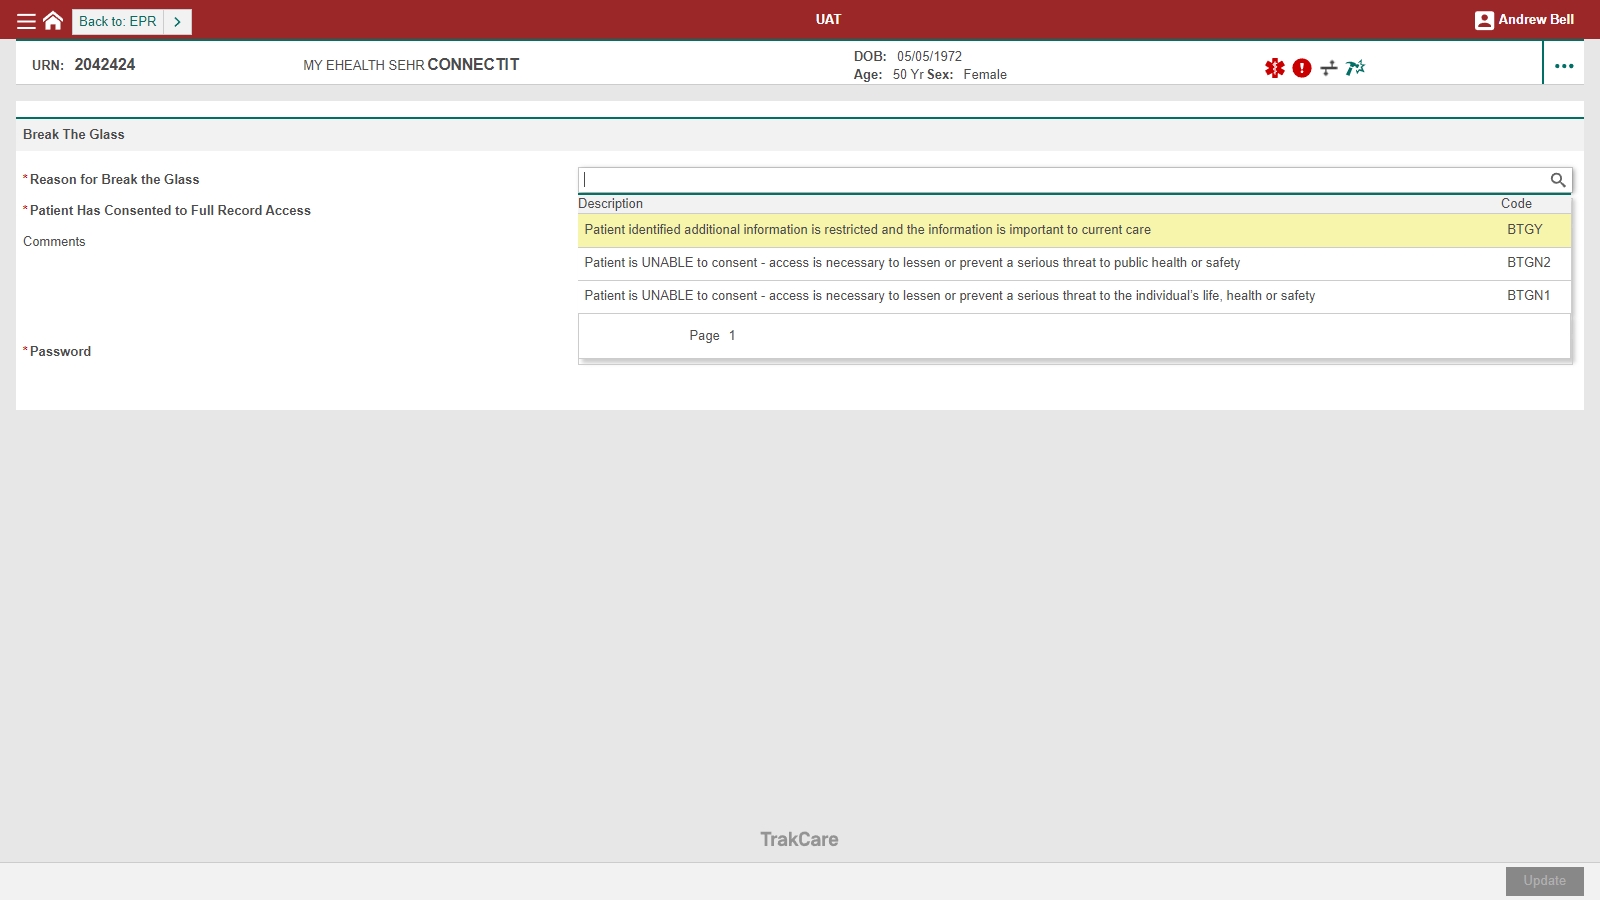 Back to: EPR
UAT
Andrew Bell
URN: 2042424
MY EHEALTH SEHR CONNECTIT
DOB: 05/05/1972
Age: 50 Yr Sex: Female
Break The Glass
*Reason for Break the Glass
*Patient Has Consented to Full Record Access
Comments
*Password
Description Code
Patient identified additional information is restricted and the information is important to current care BTGY
Patient is UNABLE to consent - access is necessary to lessen or prevent a serious threat to public health or safety BTGN2
Patient is UNABLE to consent - access is necessary to lessen or prevent a serious threat to the individual's life, health or safety BTGN1
Page 1
TrakCare
Update